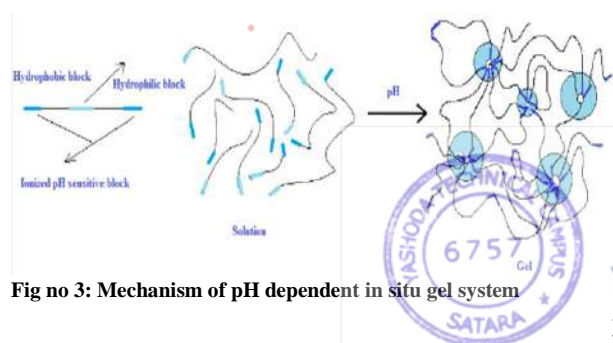 Hydrophobic block
Hydrophilic block
Ionized pH sensitive block
Solution
pH
Gel
YASHODA TECHNICAL CAMPUS
6757
SATARA
Fig no 3: Mechanism of pH dependent in situ gel system